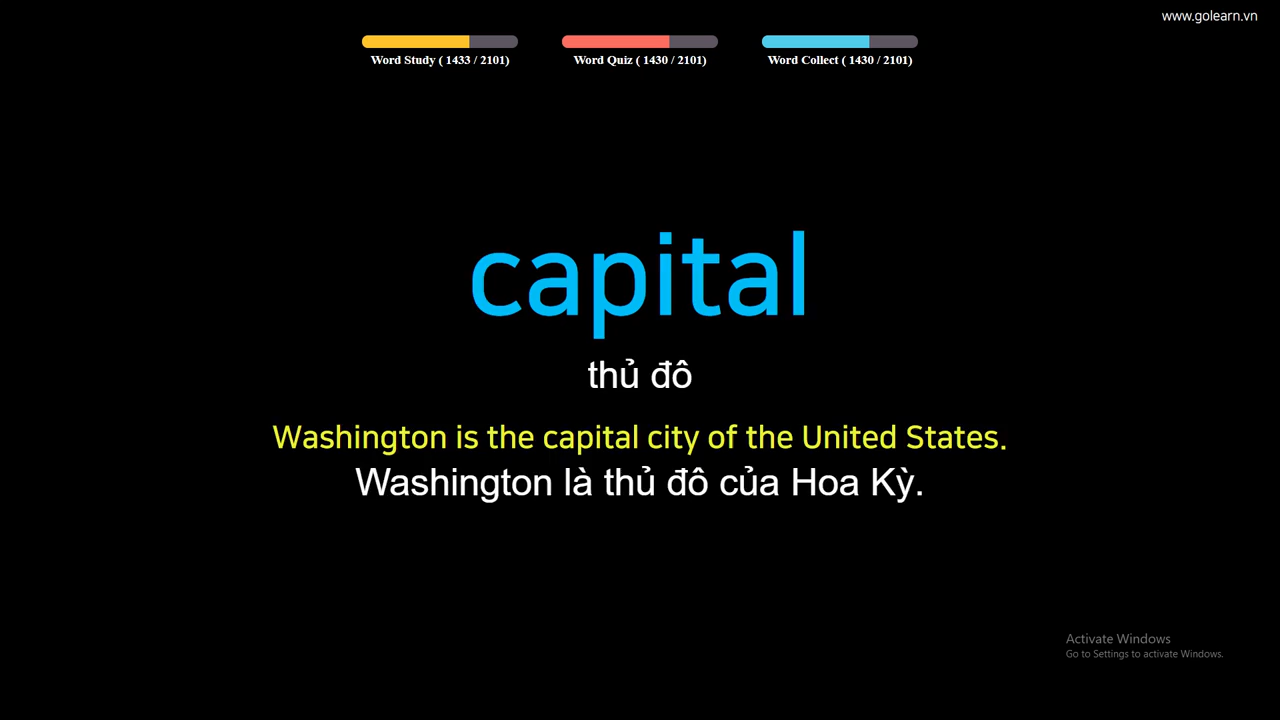 www.golearn.vn
Word Study ( 1433 / 2101) Word Quiz ( 1430 / 2101) Word Collect ( 1430 / 2101)
capital
thủ đô
Washington is the capital city of the United States.
Washington là thủ đô của Hoa Kỳ.
Activate Windows
Go to Settings to activate Windows.